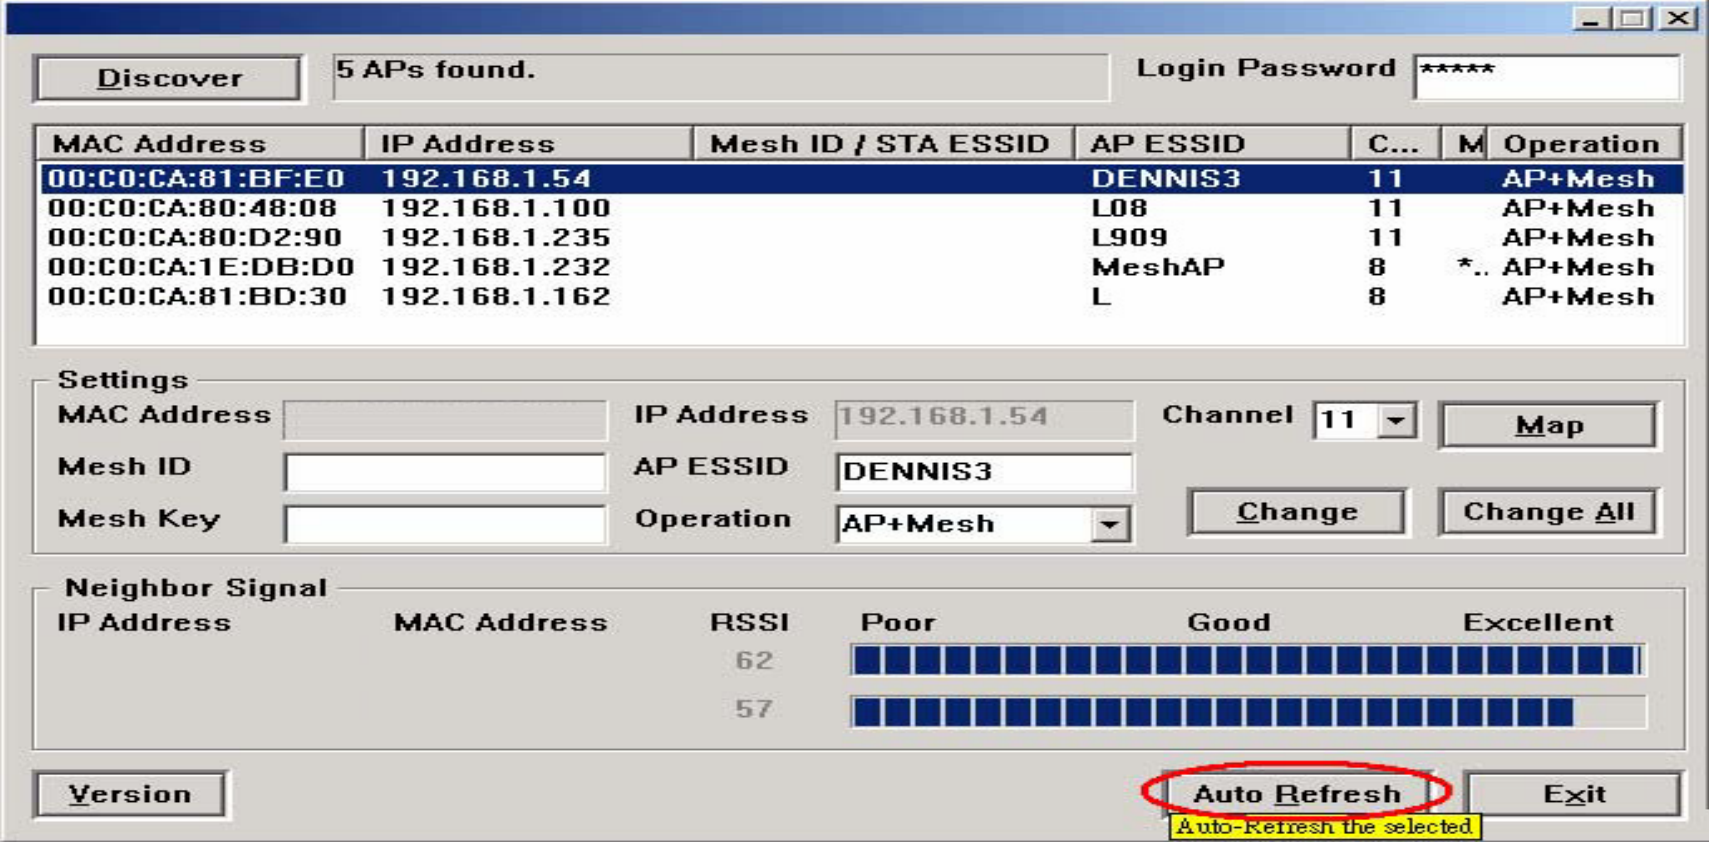 Discover 5 APs found. Login Password *****
MAC Address IP Address Mesh ID / STA ESSID AP ESSID C... M Operation
00:C0:CA:81:BF:E0 192.168.1.54 DENNIS3 11 AP+Mesh
00:C0:CA:80:48:08 192.168.1.100 L08 11 AP+Mesh
00:C0:CA:80:D2:90 192.168.1.235 L909 11 AP+Mesh
00:C0:CA:1E:DB:D0 192.168.1.232 MeshAP 8 *.. AP+Mesh
00:C0:CA:81:BD:30 192.168.1.162 L 8 AP+Mesh
Settings
MAC Address IP Address 192.168.1.54 Channel 11 Map
Mesh ID AP ESSID DENNIS3
Mesh Key Operation AP+Mesh Change Change All
Neighbor Signal
IP Address MAC Address RSSI Poor Good Excellent
62
57
Version Auto Refresh Exit
Auto-Refresh the selected